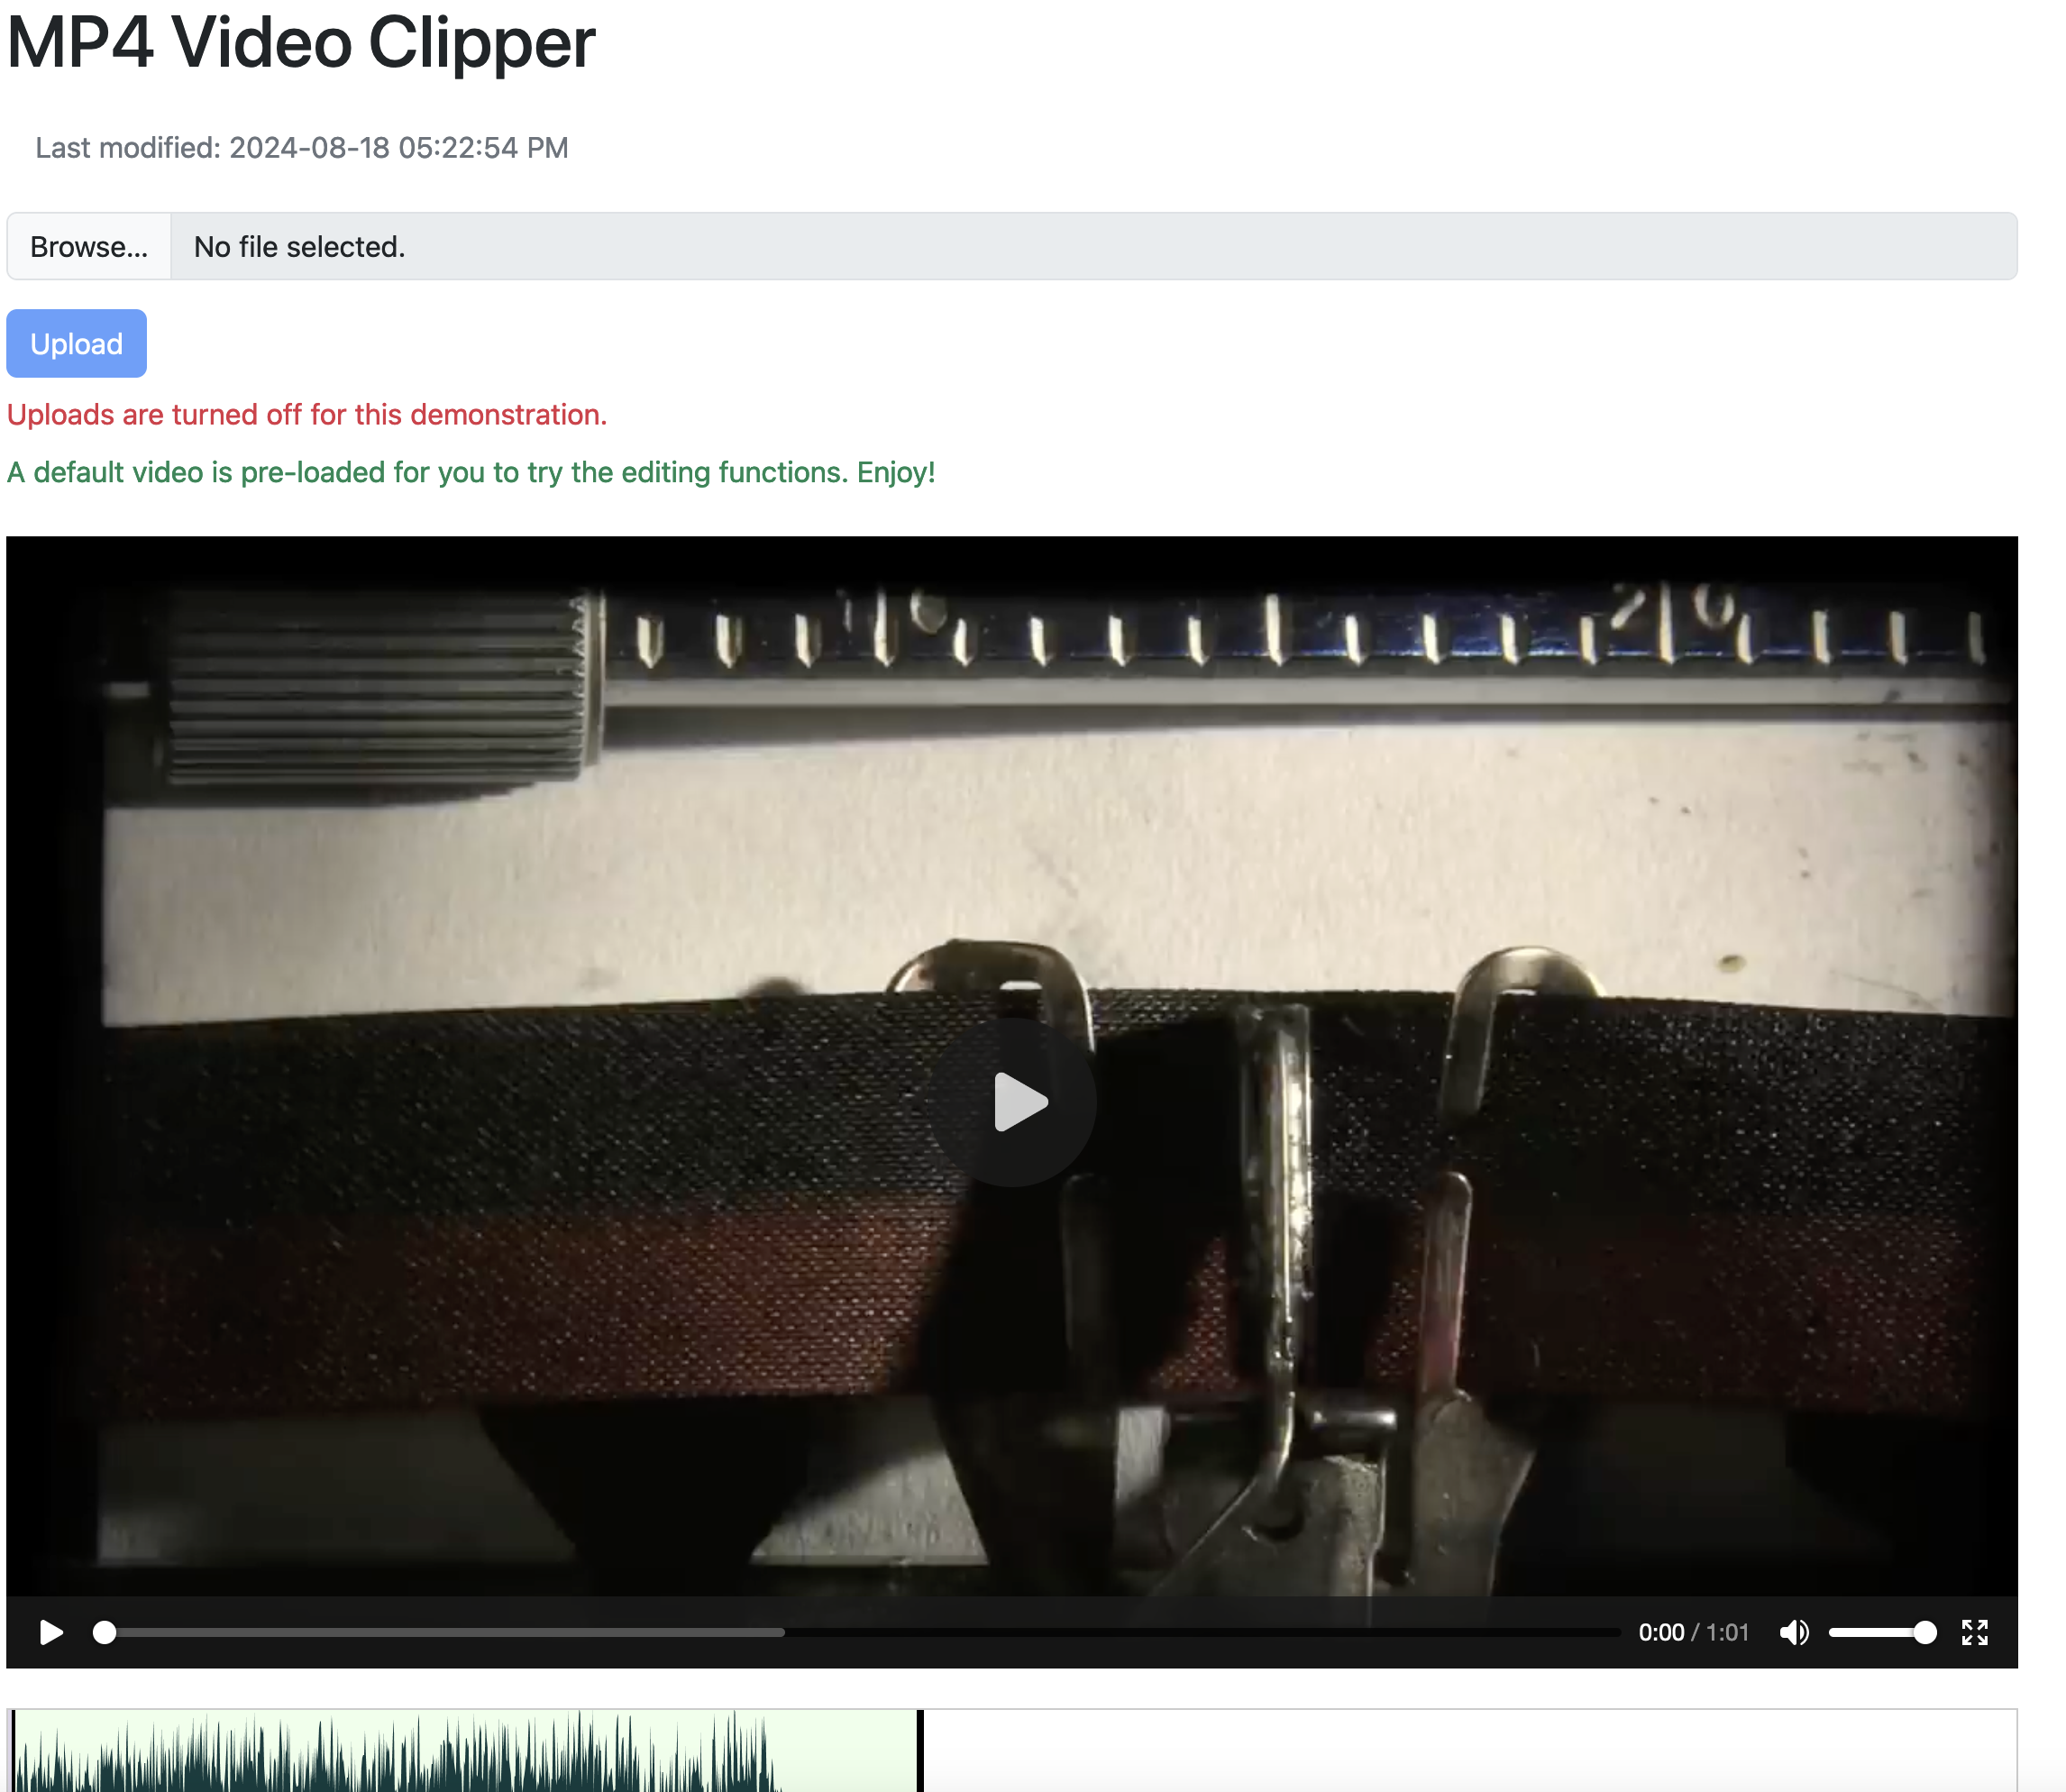 MP4 Video Clipper
Last modified: 2024-08-18 05:22:54 PM
Browse... No file selected.
Upload
Uploads are turned off for this demonstration.
A default video is pre-loaded for you to try the editing functions. Enjoy!
10 20
0:00 / 1:01